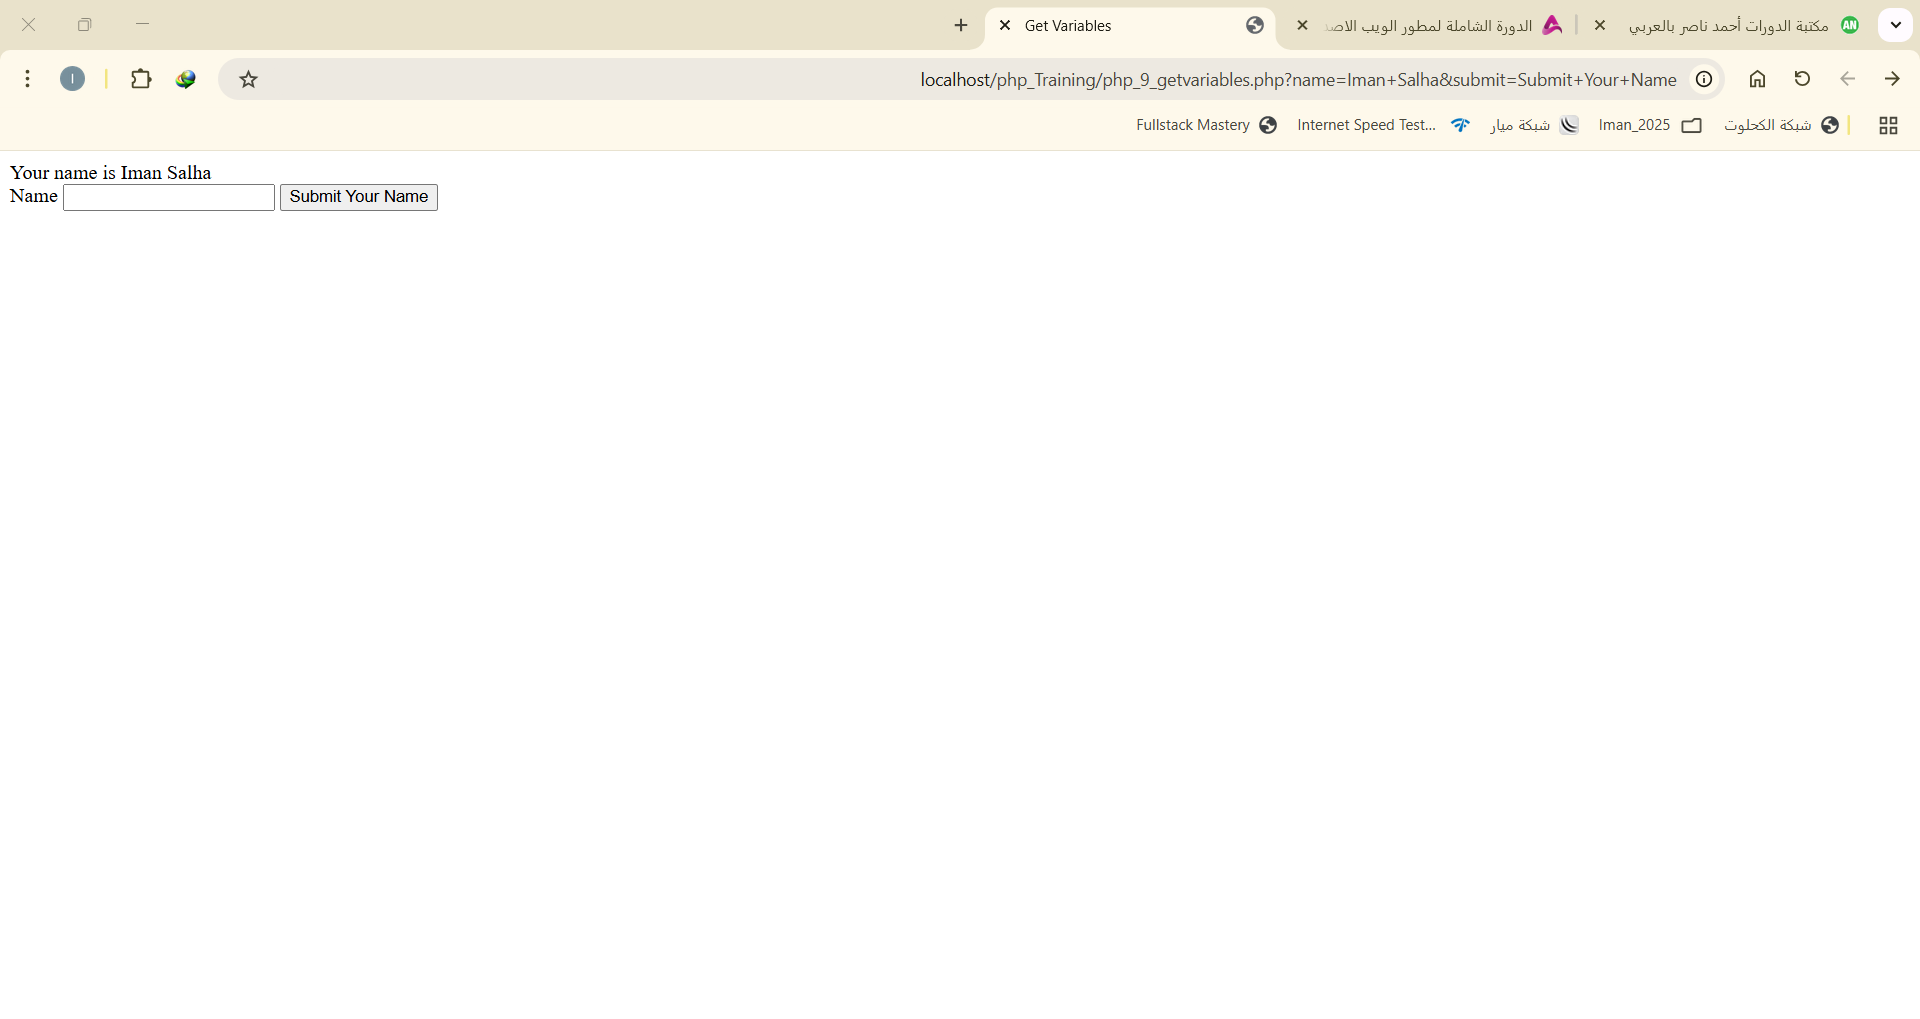 مكتبة الدورات أحمد ناصر بالعربي
AN
الدورة الشاملة لمطور الويب الاصد
Get Variables
localhost/php_Training/php_9_getvariables.php?name=Iman+Salha&submit=Submit+Your+Name
I
شبكة الكحلوت
Iman_2025
شبكة ميار
Internet Speed Test...
Fullstack Mastery
Your name is Iman Salha
Name Submit Your Name